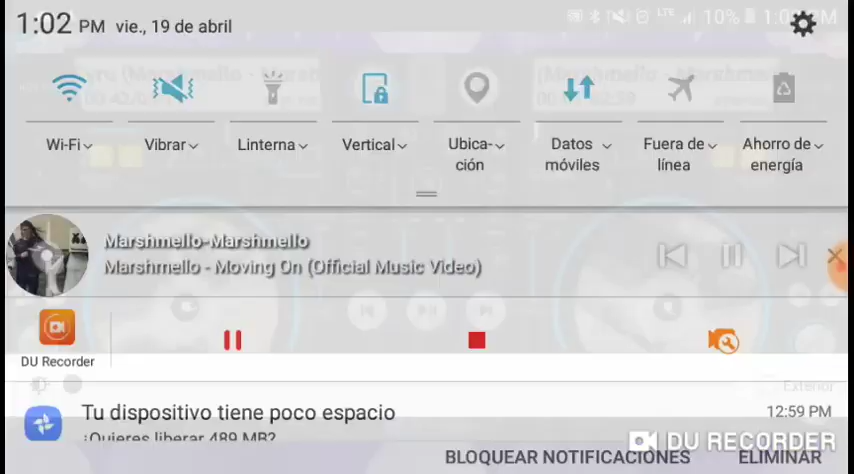 1:02 PM vie., 19 de abril
LTE 10%
Wi-Fi
Vibrar
Linterna
Vertical
Ubica-
ción
Datos
móviles
Fuera de
línea
Ahorro de
energía
Marshmello-Marshmello
Marshmello - Moving On (Official Music Video)
DU Recorder
Exterior
Tu dispositivo tiene poco espacio
12:59 PM
¿Quieres liberar 489 MB?
BLOQUEAR NOTIFICACIONES
ELIMINAR
DU RECORDER